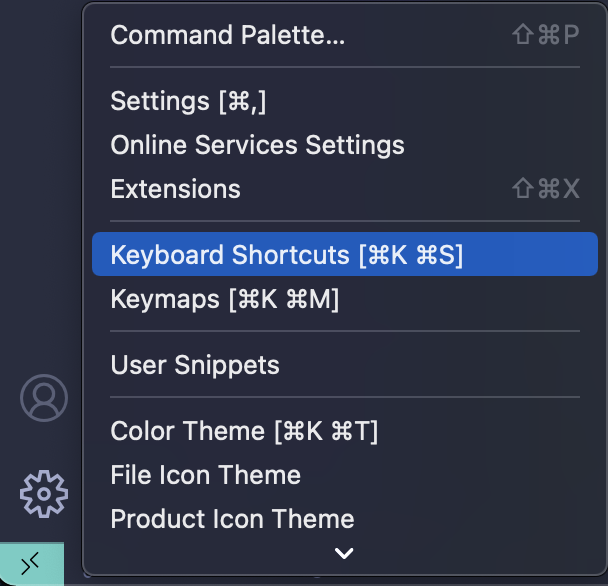 Command Palette... ⇧⌘P
Settings [⌘,]
Online Services Settings
Extensions ⇧⌘X
Keyboard Shortcuts [⌘K ⌘S]
Keymaps [⌘K ⌘M]
User Snippets
Color Theme [⌘K ⌘T]
File Icon Theme
Product Icon Theme